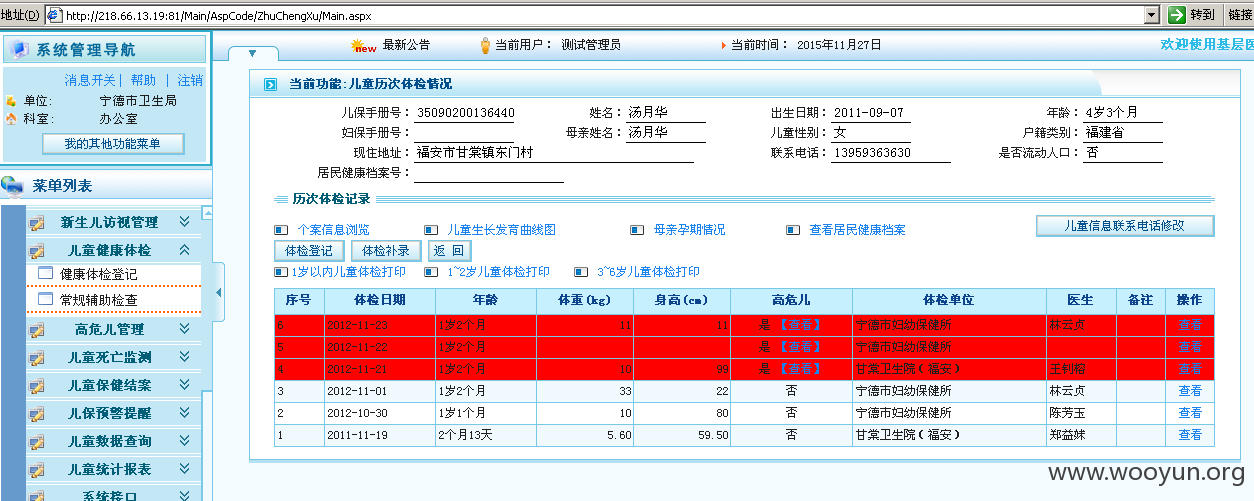 地址(D) http://218.66.13.19:81/Main/AspCode/ZhuChengXu/Main.aspx 转到 链接
系统管理导航
消息开关| 帮助 | 注销
单位: 宁德市卫生局
科室: 办公室
我的其他功能菜单
菜单列表
新生儿访视管理
儿童健康体检
健康体检登记
常规辅助检查
高危儿管理
儿童死亡监测
儿童保健结案
儿保预警提醒
儿童数据查询
儿童统计报表
系统接口
new 最新公告 当前用户: 测试管理员 当前时间: 2015年11月27日 欢迎使用基层医
当前功能:儿童历次体检情况
儿保手册号: 35090200136440 姓名: 汤月华 出生日期: 2011-09-07 年龄: 4岁3个月
妇保手册号: 母亲姓名: 汤月华 儿童性别: 女 户籍类别: 福建省
现住地址: 福安市甘棠镇东门村 联系电话: 13959363630 是否流动人口: 否
居民健康档案号:
历次体检记录
个案信息浏览 儿童生长发育曲线图 母亲孕期情况 查看居民健康档案 儿童信息联系电话修改
体检登记 体检补录 返 回
1岁以内儿童体检打印 1~2岁儿童体检打印 3~6岁儿童体检打印
序号 体检日期 年龄 体重(kg) 身高(cm) 高危儿 体检单位 医生 备注 操作
6 2012-11-23 1岁2个月 11 11 是【查看】 宁德市妇幼保健所 林云贞 查看
5 2012-11-22 1岁2个月 是【查看】 宁德市妇幼保健所 查看
4 2012-11-21 1岁2个月 10 是【查看】 甘棠卫生院(福安) 查看
3 2012-11-01 1岁2个月 33 22 否 宁德市妇幼保健所 林云贞 查看
2 2012-10-30 1岁1个月 10 80 否 宁德市妇幼保健所 陈芳玉 查看
1 2011-11-19 2个月13天 5.60 59.50 否 甘棠卫生院(福安) 郑益妹 查看
www.wooyun.org